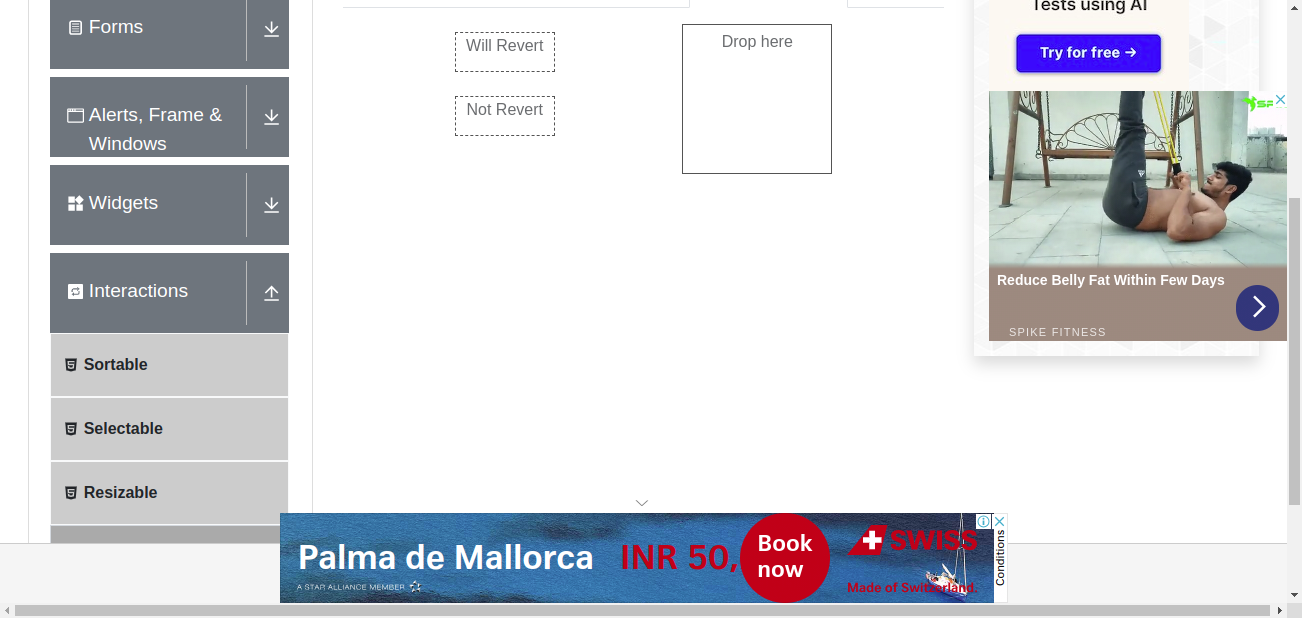 Forms
Alerts, Frame &
Windows
Widgets
Interactions
Sortable
Selectable
Resizable
Will Revert
Not Revert
Drop here
Tests using AI
Try for free →
Reduce Belly Fat Within Few Days
SPIKE FITNESS
Palma de Mallorca
A STAR ALLIANCE MEMBER
INR 50,
Book
now
SWISS
Made of Switzerland.
Conditions